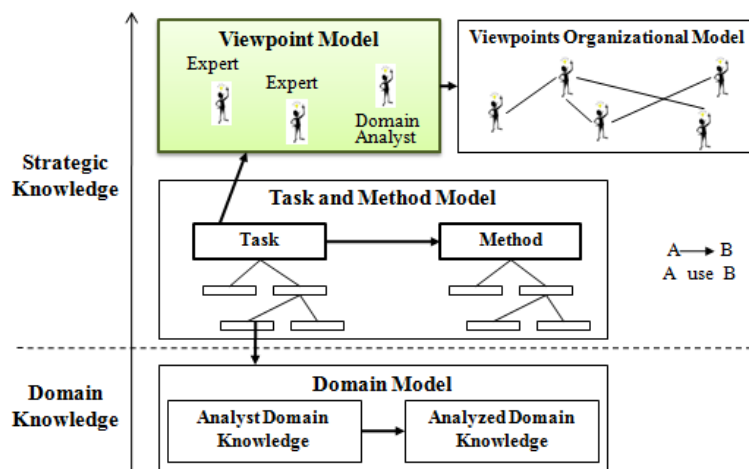 Viewpoint Model
Expert
Expert
Domain
Analyst
Viewpoints Organizational Model
Strategic
Knowledge
Task and Method Model
Task
Method
A B
A use B
Domain
Knowledge
Domain Model
Analyst Domain
Knowledge
Analyzed Domain
Knowledge